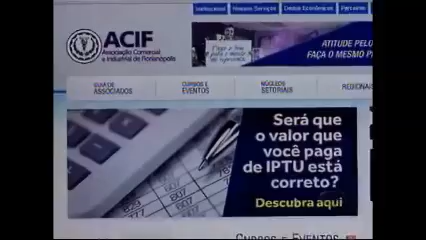 Institucional
Nossos Serviços
Dados Econômicos
Parceiros
ACIF
Associação Comercial
e Industrial de Florianópolis
ATITUDE PELO
FAÇA O MESMO
GUIA DE
ASSOCIADOS
CURSOS E
EVENTOS
NÚCLEOS
SETORIAIS
REGIONAIS
Será que
o valor que
você paga
de IPTU está
correto?
Descubra aqui
CURSOS E EVENTOS